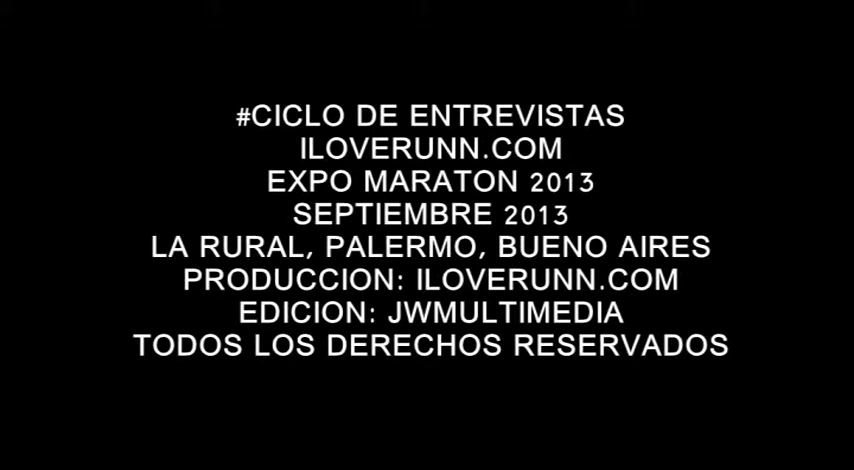 #CICLO DE ENTREVISTAS
ILOVERUNN.COM
EXPO MARATON 2013
SEPTIEMBRE 2013
LA RURAL, PALERMO, BUENO AIRES
PRODUCCION: ILOVERUNN.COM
EDICION: JWMULTIMEDIA
TODOS LOS DERECHOS RESERVADOS